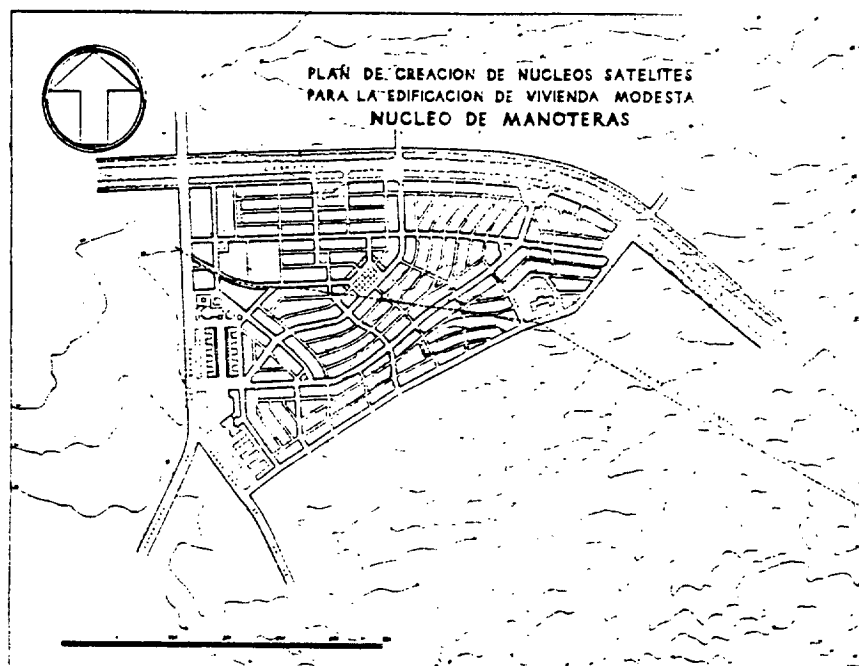 PLAN DE CREACION DE NUCLEOS SATELITES
PARA LA EDIFICACION DE VIVIENDA MODESTA
NUCLEO DE MANOTERAS